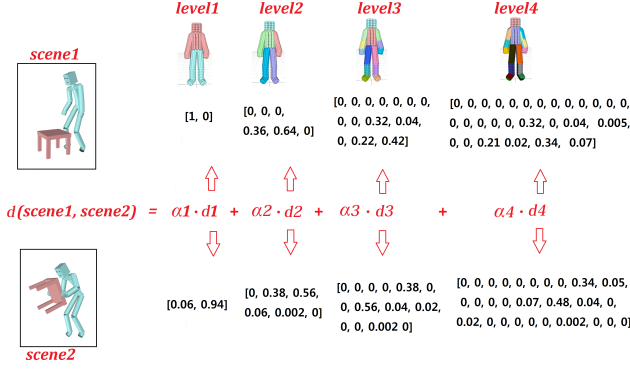 level1 level2 level3 level4
scene1
[1, 0]
[0, 0, 0,
0.36, 0.64, 0]
[0, 0, 0, 0, 0, 0, 0,
0, 0, 0.32, 0.04,
0, 0.22, 0.42]
[0, 0, 0, 0, 0, 0, 0, 0, 0, 0, 0, 0, 0,
0, 0, 0, 0, 0, 0.32, 0, 0.04, 0.005,
0, 0, 0.21 0.02, 0.34, 0.07]
d(scene1, scene2) = α1·d1 + α2·d2 + α3·d3 + α4·d4
[0.06, 0.94]
[0, 0.38, 0.56,
0.06, 0.002, 0]
[0, 0, 0, 0, 0.38, 0,
0, 0.56, 0.04, 0.02,
0, 0, 0.002 0]
[0, 0, 0, 0, 0, 0, 0, 0, 0.34, 0.05,
0, 0, 0, 0, 0.07, 0.48, 0.04, 0,
0.02, 0, 0, 0, 0, 0, 0.002, 0, 0, 0]
scene2